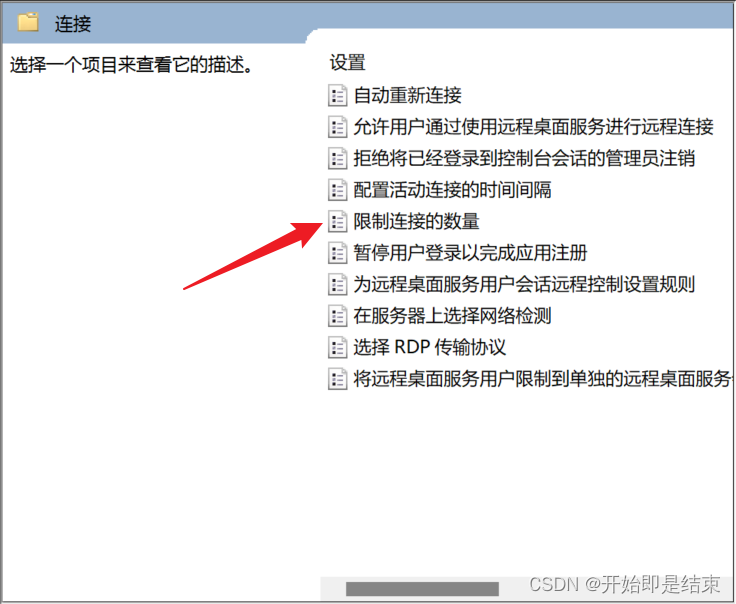 连接
选择一个项目来查看它的描述。
设置
自动重新连接
允许用户通过使用远程桌面服务进行远程连接
拒绝将已经登录到控制台会话的管理员注销
配置活动连接的时间间隔
限制连接的数量
暂停用户登录以完成应用注册
为远程桌面服务用户会话远程控制设置规则
在服务器上选择网络检测
选择 RDP 传输协议
将远程桌面服务用户限制到单独的远程桌面服务
CSDN @开始即是结束